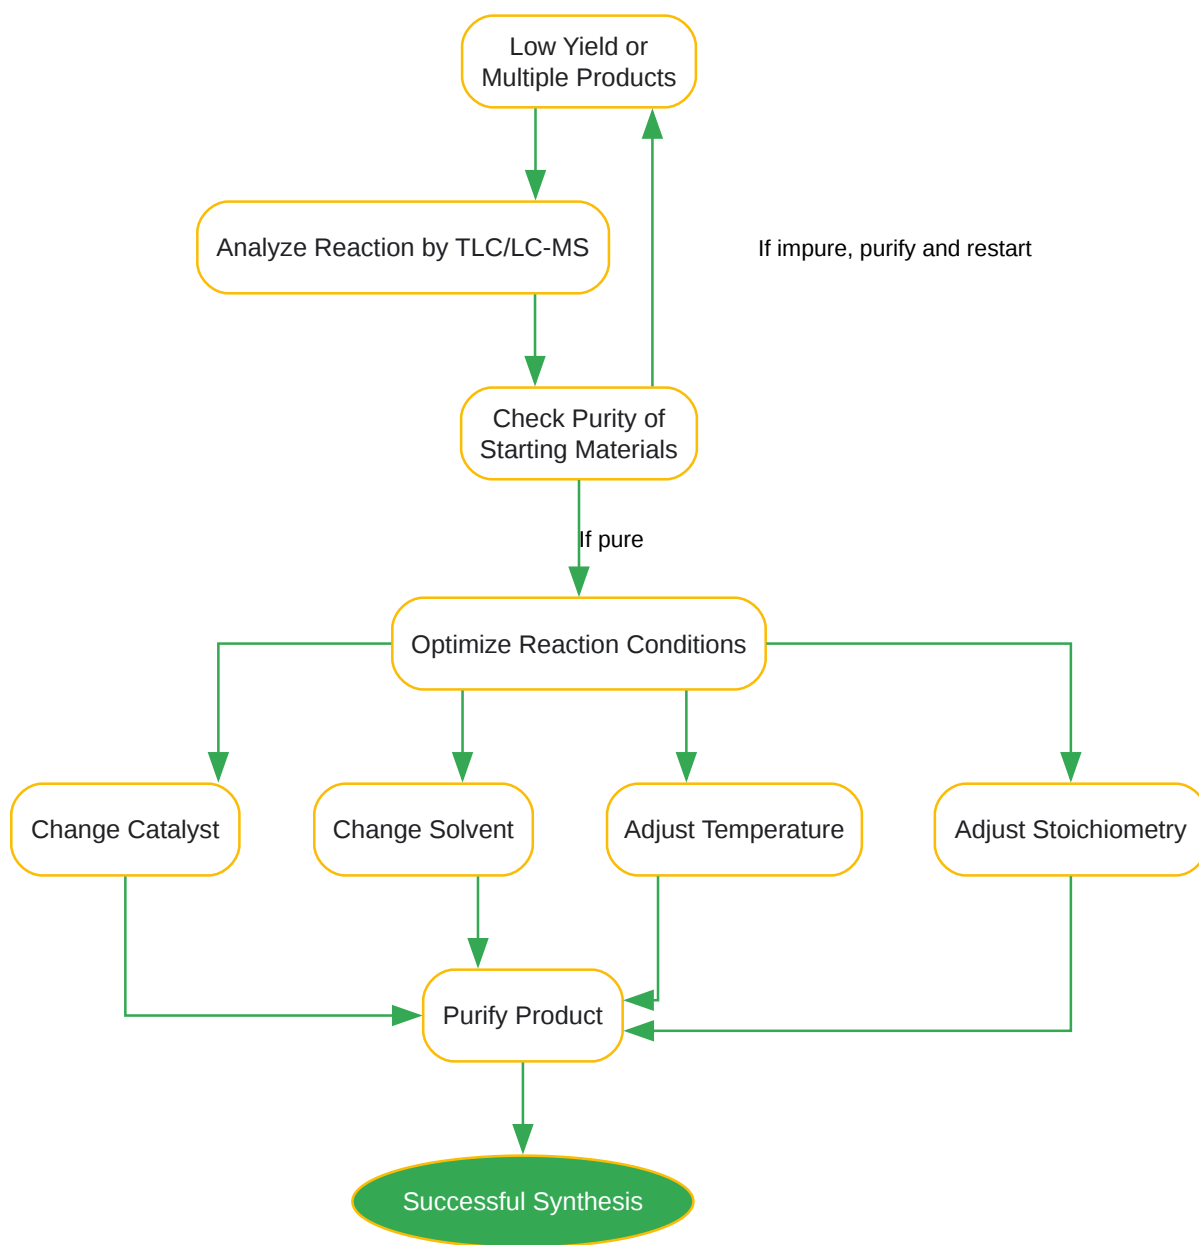 Low Yield or
Multiple Products
Analyze Reaction by TLC/LC-MS
If impure, purify and restart
Check Purity of
Starting Materials
If pure
Optimize Reaction Conditions
Change Catalyst
Change Solvent
Adjust Temperature
Adjust Stoichiometry
Purify Product
Successful Synthesis